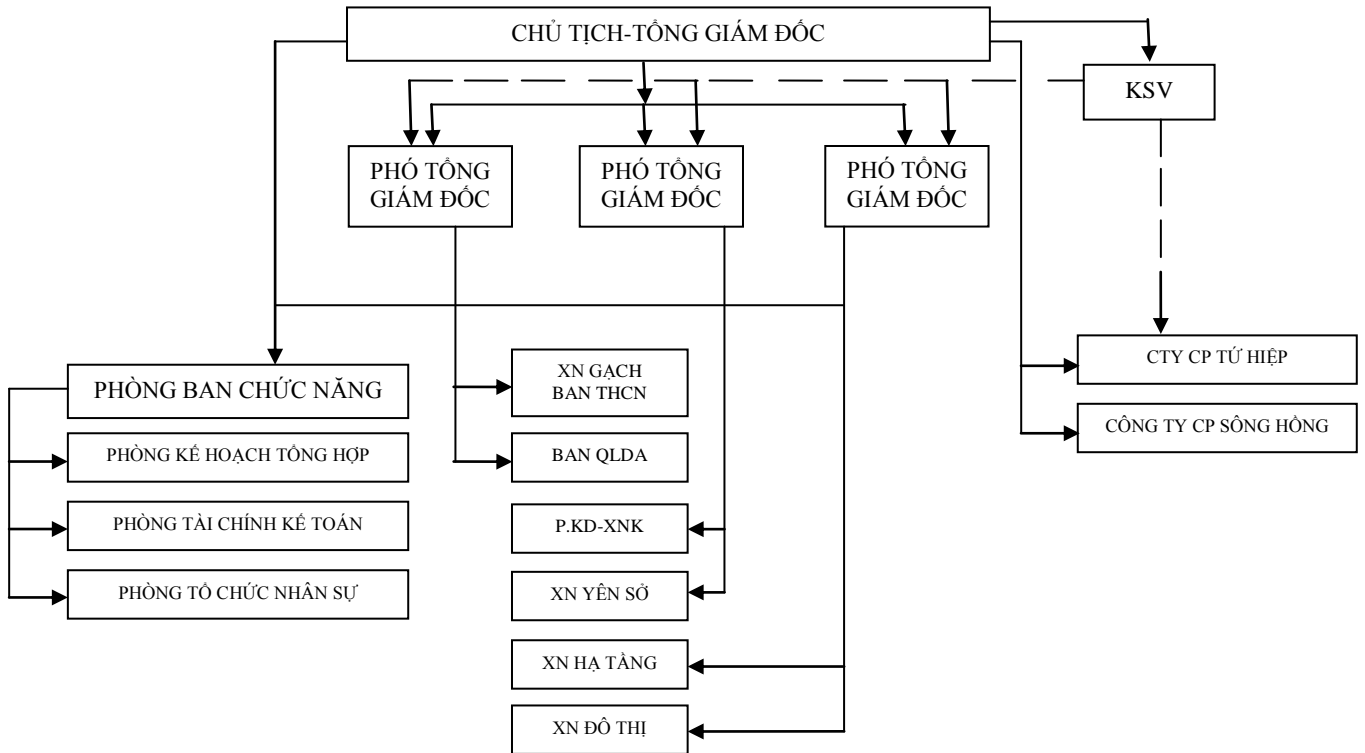 CHỦ TỊCH-TỔNG GIÁM ĐỐC
KSV
PHÓ TỔNG
GIÁM ĐỐC
PHÓ TỔNG
GIÁM ĐỐC
PHÓ TỔNG
GIÁM ĐỐC
PHÒNG BAN CHỨC NĂNG
PHÒNG KẾ HOẠCH TỔNG HỢP
PHÒNG TÀI CHÍNH KẾ TOÁN
PHÒNG TỔ CHỨC NHÂN SỰ
XN GẠCH
BAN THCN
BAN QLDA
P.KD-XNK
XN YÊN SỞ
XN HẠ TẦNG
XN ĐÔ THỊ
CTY CP TỨ HIỆP
CÔNG TY CP SÔNG HỒNG